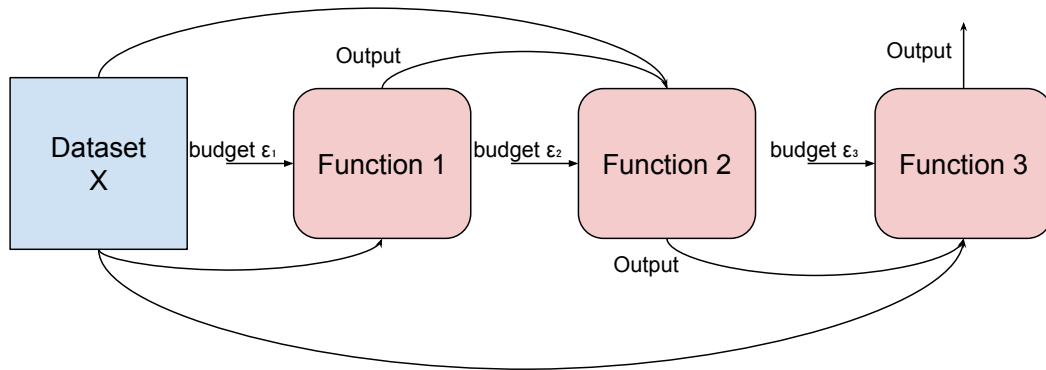 Output
Output
Dataset
X
budget ε₁
Function 1
budget ε₂
Function 2
budget ε₃
Function 3
Output